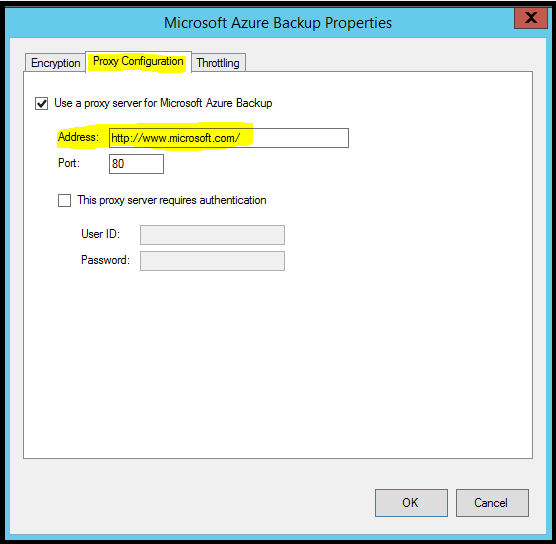 Microsoft Azure Backup Properties
X
Encryption Proxy Configuration Throttling
Use a proxy server for Microsoft Azure Backup
Address: http://www.microsoft.com/
Port: 80
This proxy server requires authentication
User ID:
Password:
OK Cancel